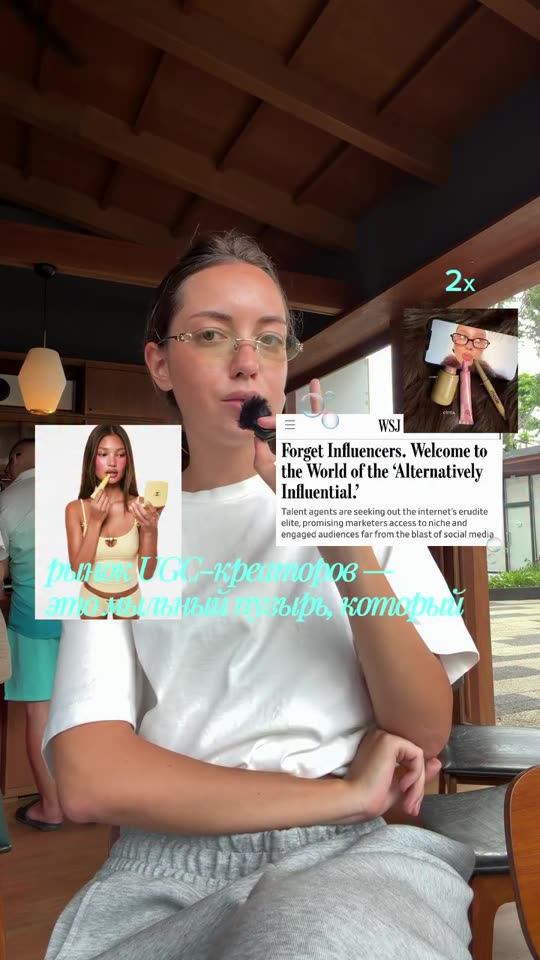 2x
WSJ
Forget Influencers. Welcome to
the World of the ‘Alternatively
Influential.’
Talent agents are seeking out the internet's erudite
elite, promising marketers access to niche and
engaged audiences far from the blast of social media
рынок UGC-креаторов —
это мыльный пузырь, который